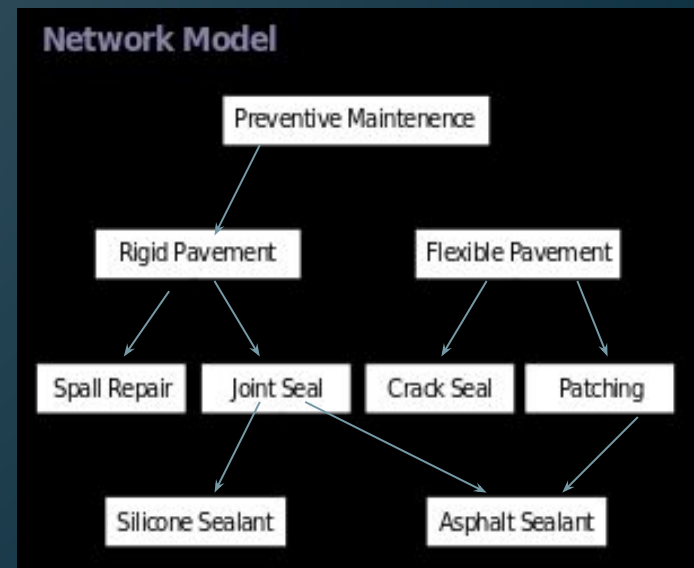 Network Model
Preventive Maintenence
Rigid Pavement
Flexible Pavement
Spall Repair
Joint Seal
Crack Seal
Patching
Silicone Sealant
Asphalt Sealant